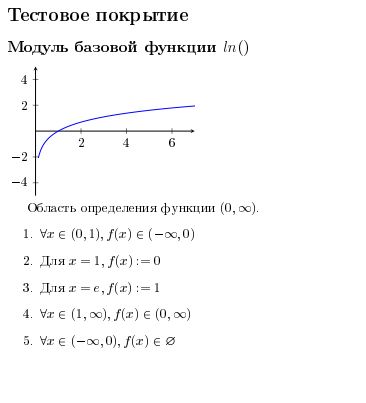 Тестовое покрытие
Модуль базовой функции ln()
4
2
2 4 6
−2
−4
Область определения функции (0, ∞).
1. ∀x ∈ (0, 1), f(x) ∈ (−∞, 0)
2. Для x = 1, f(x) := 0
3. Для x = e, f(x) := 1
4. ∀x ∈ (1, ∞), f(x) ∈ (0, ∞)
5. ∀x ∈ (−∞, 0), f(x) ∈ ∅